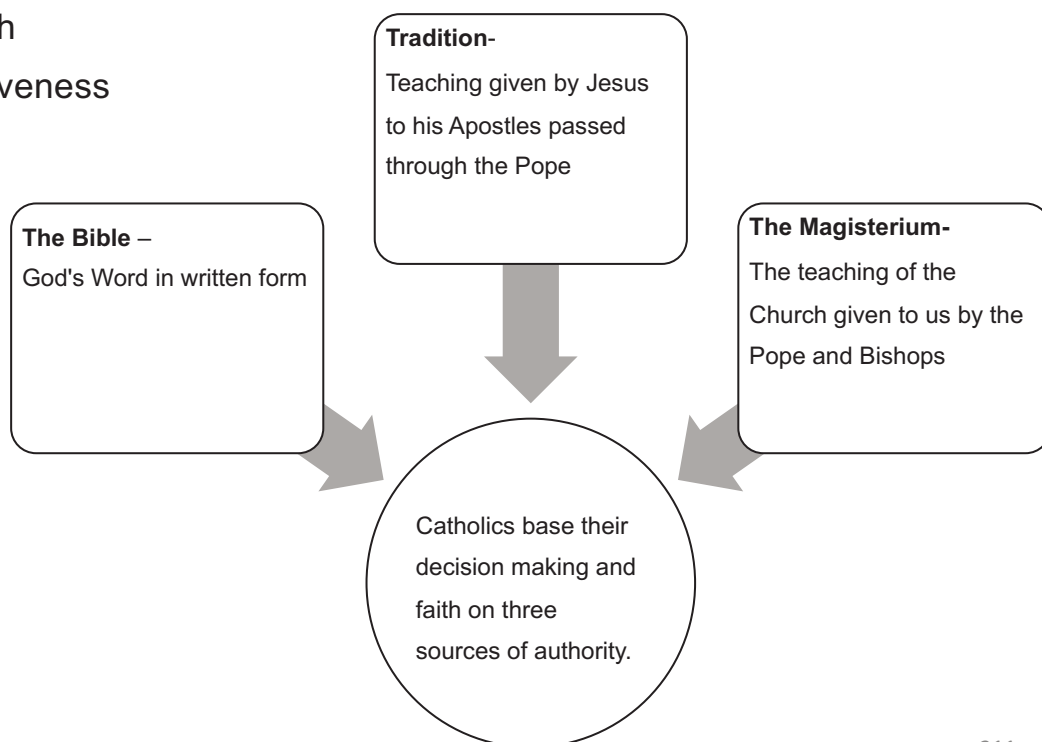 h
veness
Tradition-
Teaching given by Jesus
to his Apostles passed
through the Pope
The Bible –
God's Word in written form
The Magisterium-
The teaching of the
Church given to us by the
Pope and Bishops
Catholics base their
decision making and
faith on three
sources of authority.